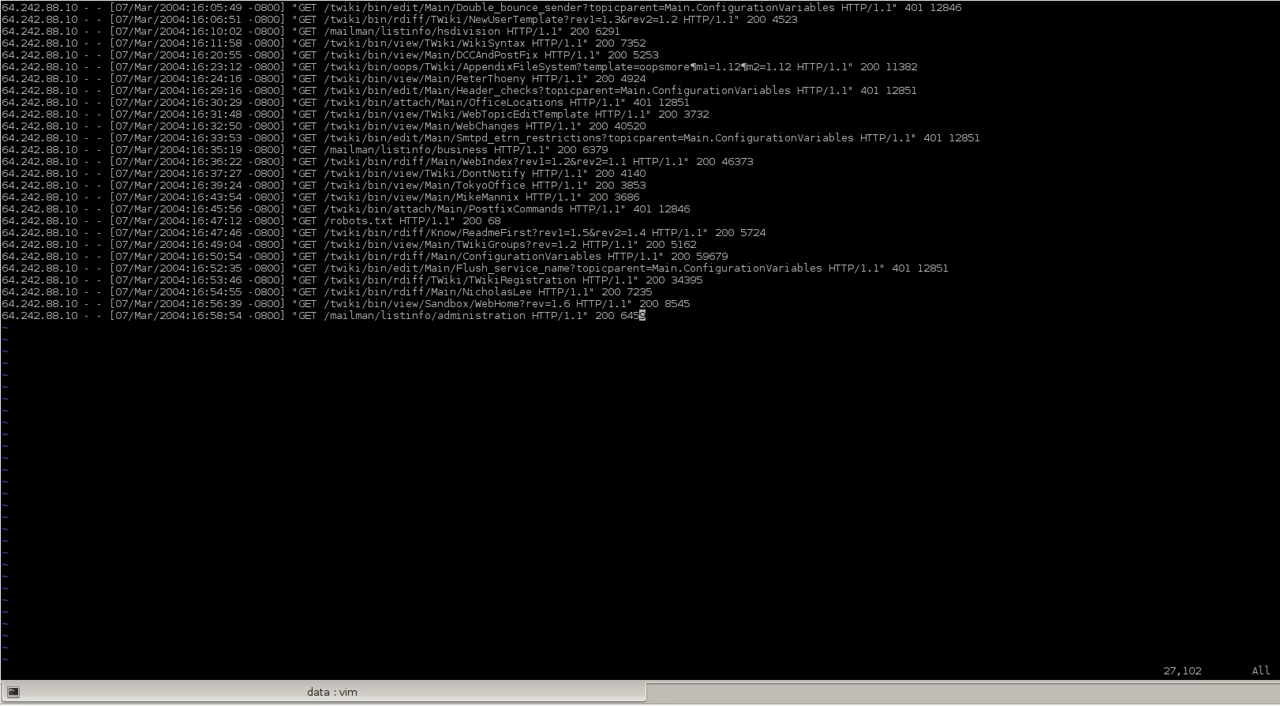 64.242.88.10 - - [07/Mar/2004:16:05:49 -0800] "GET /twiki/bin/edit/Main/Double_bounce_sender?topicparent=Main.ConfigurationVariables HTTP/1.1" 401 12846
64.242.88.10 - - [07/Mar/2004:16:06:51 -0800] "GET /twiki/bin/rdiff/TWiki/NewUserTemplate?rev1=1.3&rev2=1.2 HTTP/1.1" 200 4523
64.242.88.10 - - [07/Mar/2004:16:10:02 -0800] "GET /mailman/listinfo/hsdivision HTTP/1.1" 200 6291
64.242.88.10 - - [07/Mar/2004:16:11:58 -0800] "GET /twiki/bin/view/TWiki/WikiSyntax HTTP/1.1" 200 7352
64.242.88.10 - - [07/Mar/2004:16:20:55 -0800] "GET /twiki/bin/view/Main/DCCAndPostFix HTTP/1.1" 200 5253
64.242.88.10 - - [07/Mar/2004:16:23:12 -0800] "GET /twiki/bin/oops/TWiki/AppendixFileSystem?template=oopsmore¶m1=1.12¶m2=1.12 HTTP/1.1" 200 11382
64.242.88.10 - - [07/Mar/2004:16:24:16 -0800] "GET /twiki/bin/view/Main/PeterThoeny HTTP/1.1" 200 4924
64.242.88.10 - - [07/Mar/2004:16:29:16 -0800] "GET /twiki/bin/edit/Main/Header_checks?topicparent=Main.ConfigurationVariables HTTP/1.1" 401 12851
64.242.88.10 - - [07/Mar/2004:16:30:29 -0800] "GET /twiki/bin/attach/Main/OfficeLocations HTTP/1.1" 401 12851
64.242.88.10 - - [07/Mar/2004:16:31:48 -0800] "GET /twiki/bin/view/TWiki/WebTopicEditTemplate HTTP/1.1" 200 3732
64.242.88.10 - - [07/Mar/2004:16:32:50 -0800] "GET /twiki/bin/view/Main/WebChanges HTTP/1.1" 200 40520
64.242.88.10 - - [07/Mar/2004:16:33:53 -0800] "GET /twiki/bin/edit/Main/Smtpd_etrn_restrictions?topicparent=Main.ConfigurationVariables HTTP/1.1" 401 12851
64.242.88.10 - - [07/Mar/2004:16:35:19 -0800] "GET /mailman/listinfo/business HTTP/1.1" 200 6379
64.242.88.10 - - [07/Mar/2004:16:36:22 -0800] "GET /twiki/bin/rdiff/Main/WebIndex?rev1=1.2&rev2=1.1 HTTP/1.1" 200 46373
64.242.88.10 - - [07/Mar/2004:16:37:27 -0800] "GET /twiki/bin/view/TWiki/DontNotify HTTP/1.1" 200 4140
64.242.88.10 - - [07/Mar/2004:16:39:24 -0800] "GET /twiki/bin/view/Main/TokyoOffice HTTP/1.1" 200 3853
64.242.88.10 - - [07/Mar/2004:16:43:54 -0800] "GET /twiki/bin/view/Main/MikeMannix HTTP/1.1" 200 3686
64.242.88.10 - - [07/Mar/2004:16:45:56 -0800] "GET /twiki/bin/attach/Main/PostfixCommands HTTP/1.1" 401 12846
64.242.88.10 - - [07/Mar/2004:16:47:12 -0800] "GET /robots.txt HTTP/1.1" 200 68
64.242.88.10 - - [07/Mar/2004:16:47:46 -0800] "GET /twiki/bin/rdiff/Know/ReadmeFirst?rev1=1.5&rev2=1.4 HTTP/1.1" 200 5724
64.242.88.10 - - [07/Mar/2004:16:49:04 -0800] "GET /twiki/bin/view/Main/TWikiGroups?rev=1.2 HTTP/1.1" 200 5162
64.242.88.10 - - [07/Mar/2004:16:50:54 -0800] "GET /twiki/bin/rdiff/Main/ConfigurationVariables HTTP/1.1" 200 59679
64.242.88.10 - - [07/Mar/2004:16:52:35 -0800] "GET /twiki/bin/edit/Main/Flush_service_name?topicparent=Main.ConfigurationVariables HTTP/1.1" 401 12851
64.242.88.10 - - [07/Mar/2004:16:53:46 -0800] "GET /twiki/bin/rdiff/TWiki/TWikiRegistration HTTP/1.1" 200 34395
64.242.88.10 - - [07/Mar/2004:16:54:55 -0800] "GET /twiki/bin/rdiff/Main/NicholasLee HTTP/1.1" 200 7235
64.242.88.10 - - [07/Mar/2004:16:56:39 -0800] "GET /twiki/bin/view/Sandbox/WebHome?rev=1.6 HTTP/1.1" 200 8545
64.242.88.10 - - [07/Mar/2004:16:58:54 -0800] "GET /mailman/listinfo/administration HTTP/1.1" 200 6459
27,102 All
data : vim